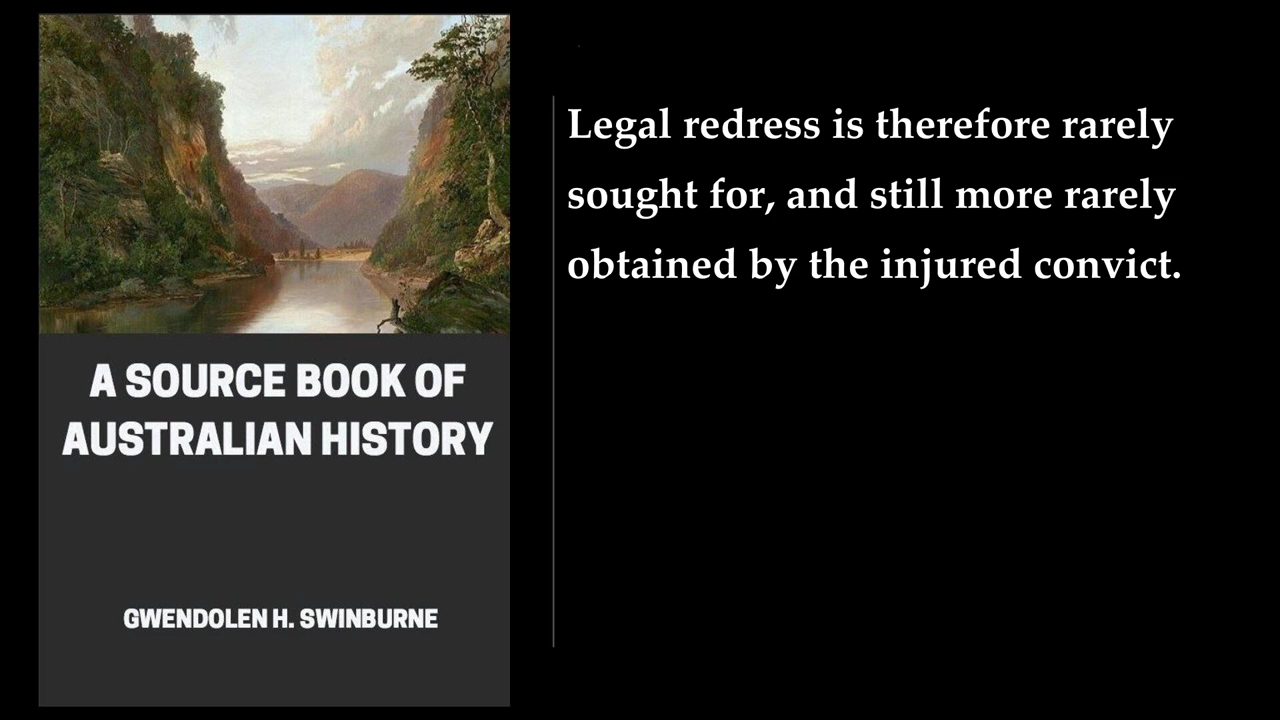 A SOURCE BOOK OF
AUSTRALIAN HISTORY
GWENDOLEN H. SWINBURNE
Legal redress is therefore rarely
sought for, and still more rarely
obtained by the injured convict.